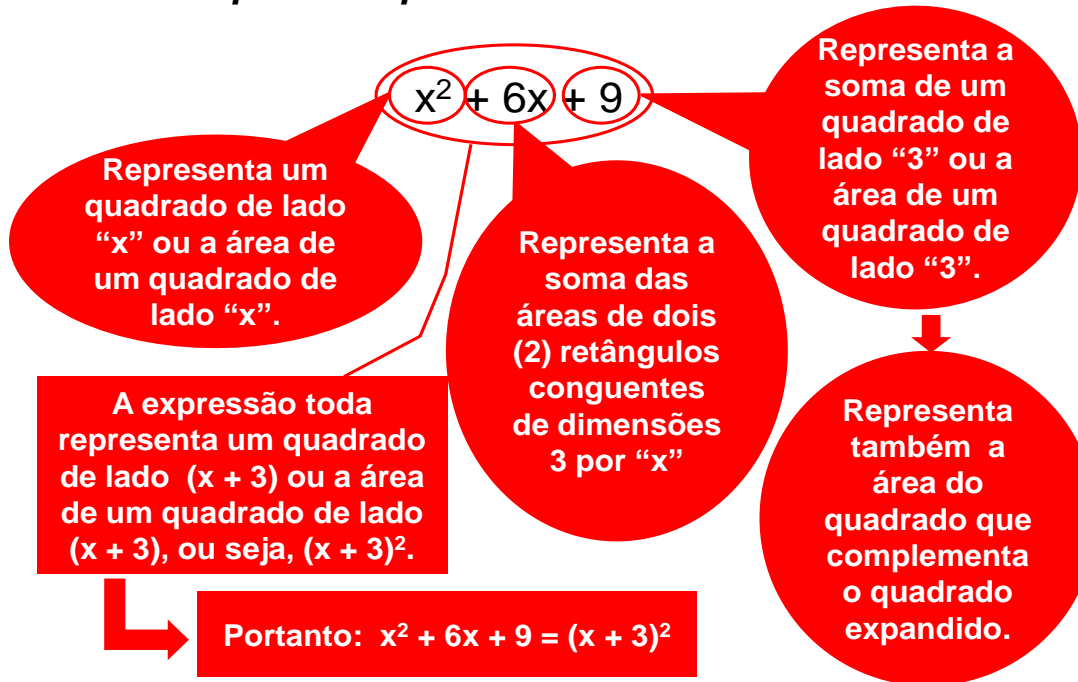 x² + 6x + 9
Representa um
quadrado de lado
“x” ou a área de
um quadrado de
lado “x”.
Representa a
soma das
áreas de dois
(2) retângulos
conguentes
de dimensões
3 por “x”
Representa a
soma de um
quadrado de
lado “3” ou a
área de um
quadrado de
lado “3”.
Representa
também a
área do
quadrado que
complementa
o quadrado
expandido.
A expressão toda
representa um quadrado
de lado (x + 3) ou a área
de um quadrado de lado
(x + 3), ou seja, (x + 3)².
Portanto: x² + 6x + 9 = (x + 3)²